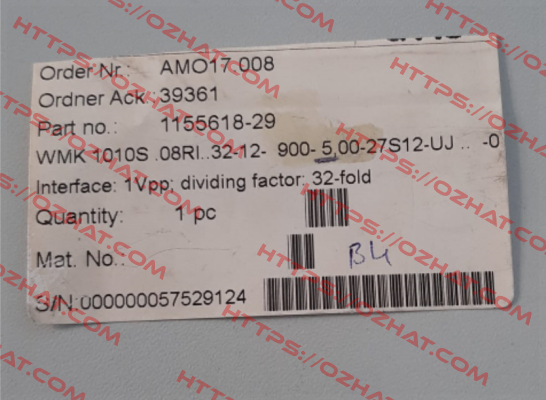 Order Nr.: AMO17.008
Ordner Ack.: 39361
Part no.: 1155618-29
WMK 1010S .08RI..32-12- 900- 5,00-27S12-UJ .. -0
Interface: 1Vpp; dividing factor: 32-fold
Quantity: 1 pc
Mat. No.:
B4
S/N:000000057529124
HTTPS://OZHAT.COM